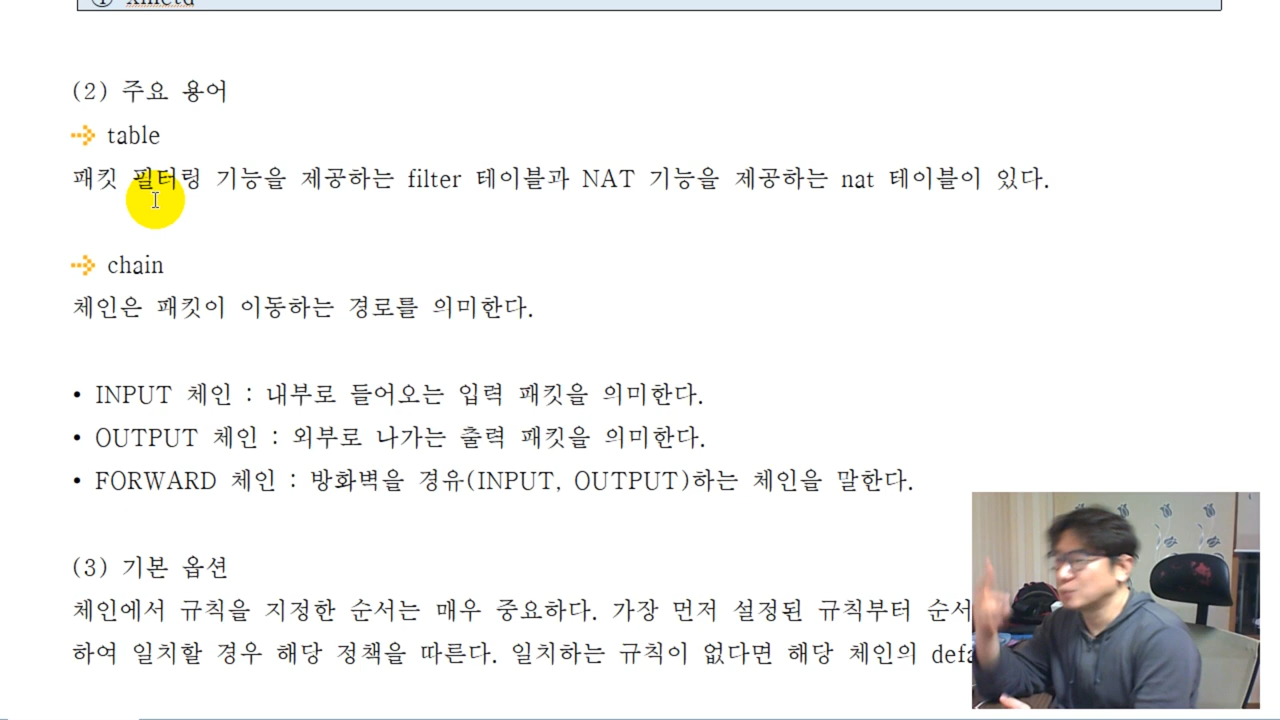 (2) 주요 용어
table
패킷 필터링 기능을 제공하는 filter 테이블과 NAT 기능을 제공하는 nat 테이블이 있다.
chain
체인은 패킷이 이동하는 경로를 의미한다.
• INPUT 체인 : 내부로 들어오는 입력 패킷을 의미한다.
• OUTPUT 체인 : 외부로 나가는 출력 패킷을 의미한다.
• FORWARD 체인 : 방화벽을 경유(INPUT, OUTPUT)하는 체인을 말한다.
(3) 기본 옵션
체인에서 규칙을 지정한 순서는 매우 중요하다. 가장 먼저 설정된 규칙부터 순서
하여 일치할 경우 해당 정책을 따른다. 일치하는 규칙이 없다면 해당 체인의